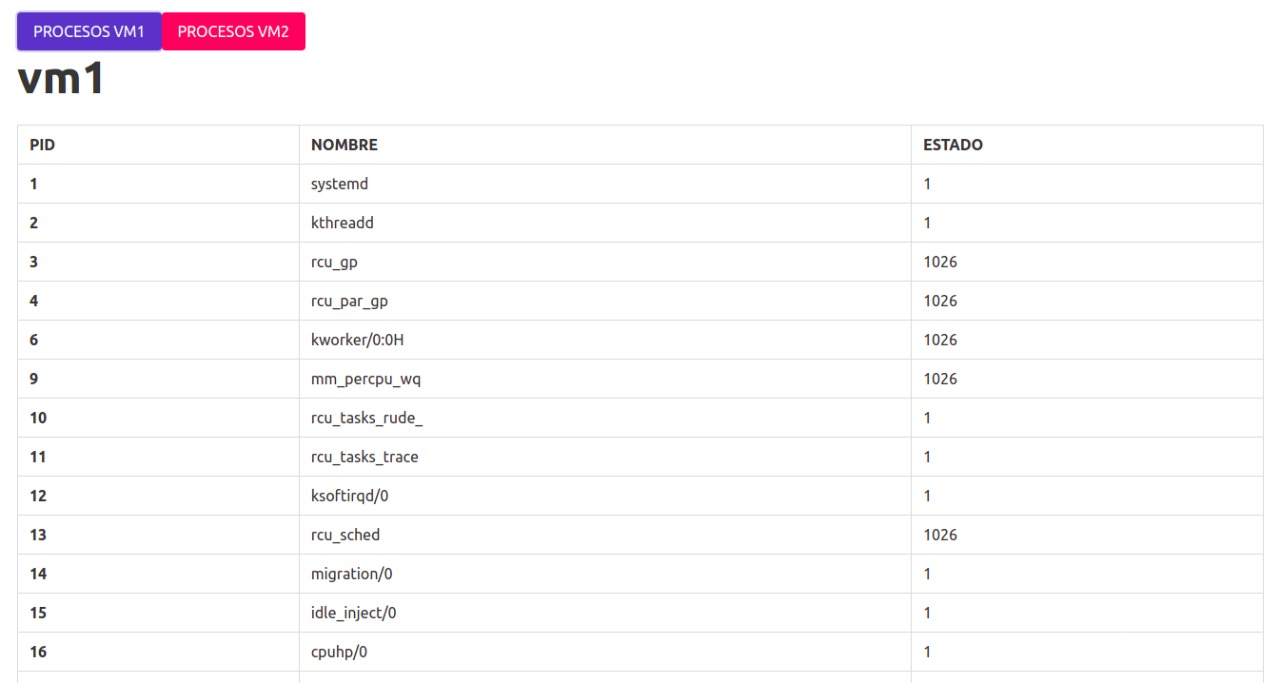 PROCESOS VM1 PROCESOS VM2
vm1
PID NOMBRE ESTADO
1 systemd 1
2 kthreadd 1
3 rcu_gp 1026
4 rcu_par_gp 1026
6 kworker/0:0H 1026
9 mm_percpu_wq 1026
10 rcu_tasks_rude_ 1
11 rcu_tasks_trace 1
12 ksoftirqd/0 1
13 rcu_sched 1026
14 migration/0 1
15 idle_inject/0 1
16 cpuhp/0 1